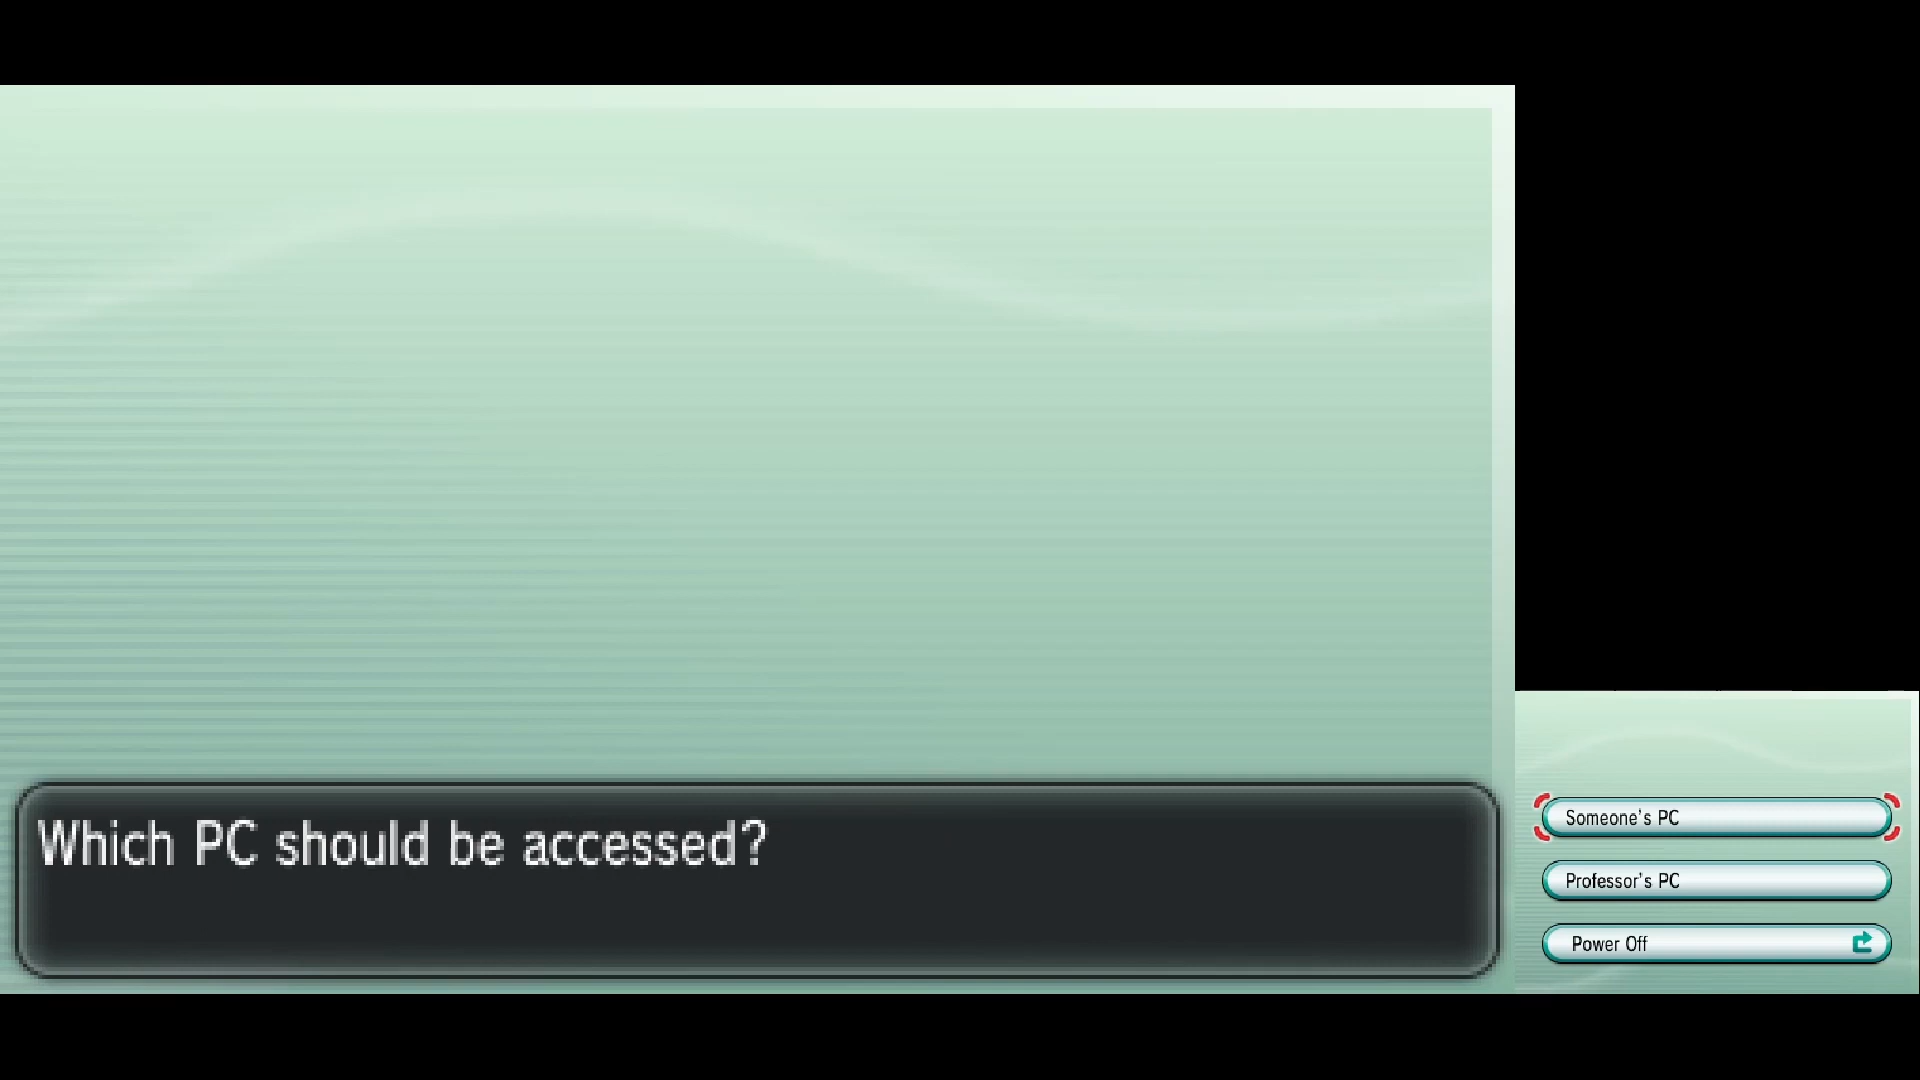 Which PC should be accessed?
Someone's PC
Professor's PC
Power Off